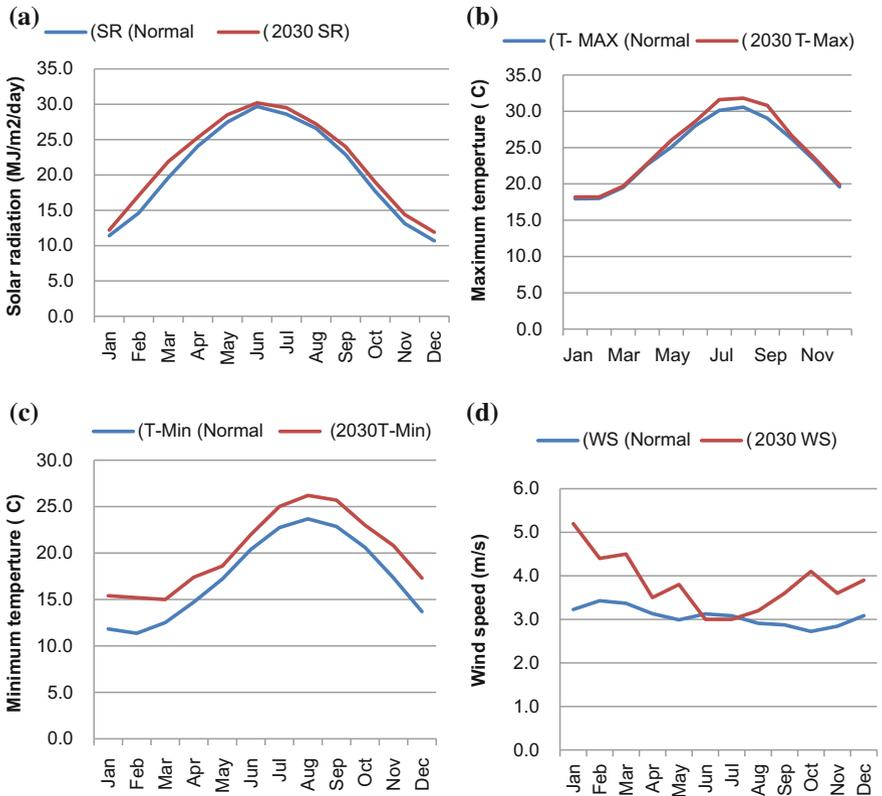 (a)
(SR (Normal
( 2030 SR)
Solar radiation (MJ/m2/day)
35.0
30.0
25.0
20.0
15.0
10.0
5.0
0.0
Jan
Feb
Mar
Apr
May
Jun
Jul
Aug
Sep
Oct
Nov
Dec
(b)
(T- MAX (Normal
( 2030 T-Max)
Maximum temperture ( C)
35.0
30.0
25.0
20.0
15.0
10.0
5.0
0.0
Jan Mar May Jul Sep Nov
(c)
(T-Min (Normal
(2030T-Min)
Minimum temperture ( C)
30.0
25.0
20.0
15.0
10.0
5.0
0.0
Jan
Feb
Mar
Apr
May
Jun
Jul
Aug
Sep
Oct
Nov
Dec
(d)
(WS (Normal
( 2030 WS)
Wind speed (m/s)
6.0
5.0
4.0
3.0
2.0
1.0
0.0
Jan
Feb
Mar
Apr
May
Jun
Jul
Aug
Sep
Oct
Nov
Dec